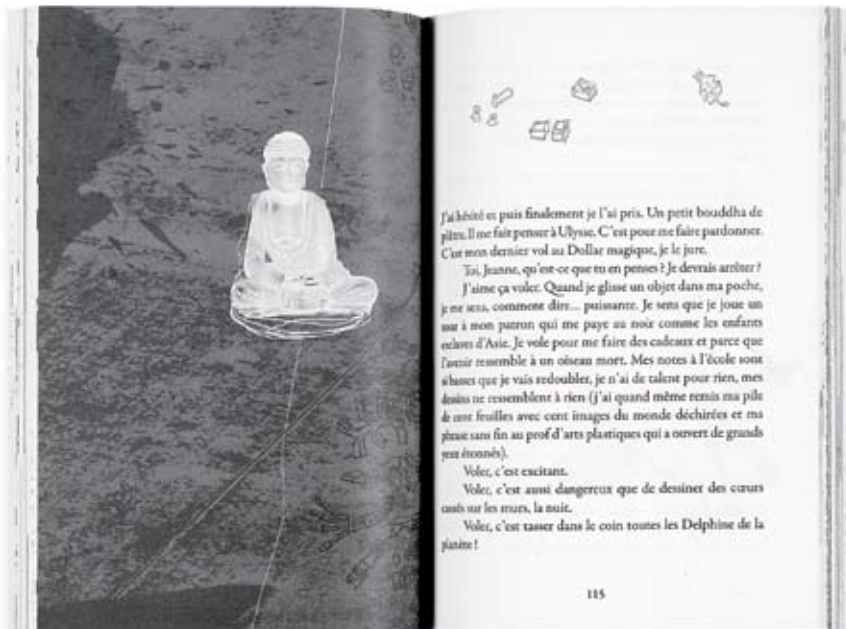 J'ai hésité et puis finalement je l'ai pris. Un petit bouddha de
plâtre. Il me fait penser à Ulysse. C'est pour me faire pardonner.
C'est mon dernier vol au Dollar magique, je le jure.
Toi, Jeanne, qu'est-ce que tu en penses ? Je devrais arrêter ?
J'aime ça voler. Quand je glisse un objet dans ma poche,
je me sens, comment dire... puissante. Je sens que je joue un
tour à mon patron qui me paye au noir comme les enfants
esclaves d'Asie. Je vole pour me faire des cadeaux et parce que
l'avenir ressemble à un oiseau mort. Mes notes à l'école sont
si basses que je vais redoubler, je n'ai de talent pour rien, mes
dessins ne ressemblent à rien (j'ai quand même remis ma pile
de cent feuilles avec cent images du monde déchirées et ma
phrase sans fin au prof d'arts plastiques qui a ouvert de grands
yeux étonnés).
Voler, c'est excitant.
Voler, c'est aussi dangereux que de dessiner des cœurs
cassés sur les murs, la nuit.
Voler, c'est tasser dans le coin toutes les Delphine de la
planète !
115